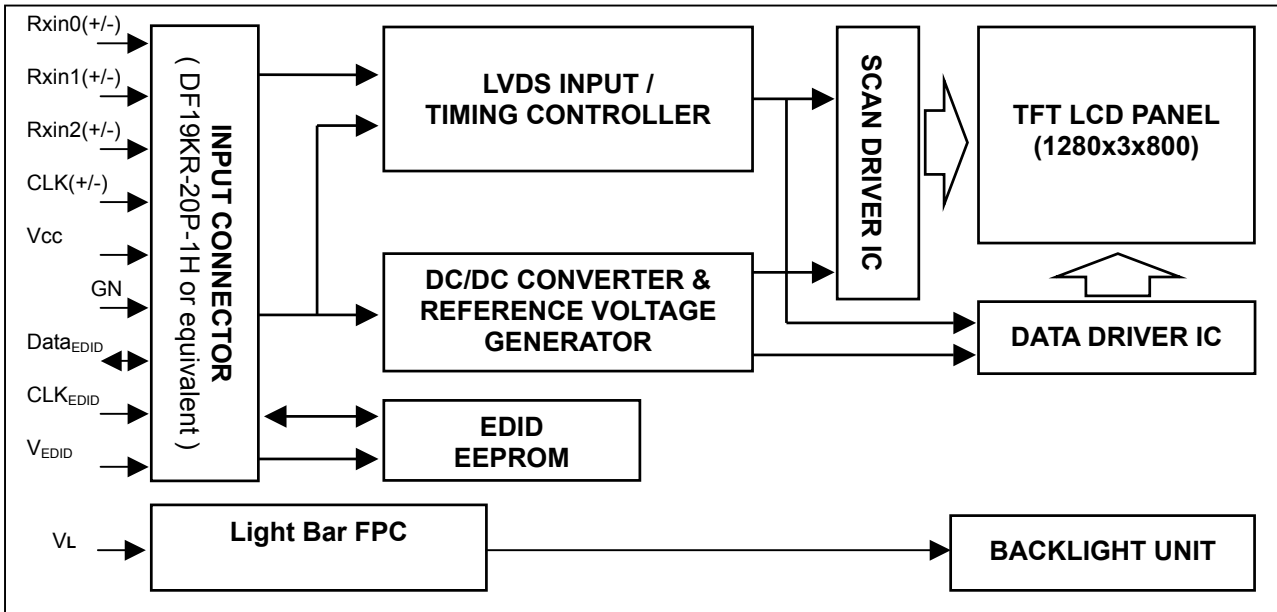 Rxin0(+/-)
Rxin1(+/-)
Rxin2(+/-)
CLK(+/-)
Vcc
GN
DataEDID
CLKEDID
VEDID
VL
INPUT CONNECTOR
( DF19KR-20P-1H or equivalent )
LVDS INPUT /
TIMING CONTROLLER
DC/DC CONVERTER &
REFERENCE VOLTAGE
GENERATOR
EDID
EEPROM
SCAN DRIVER IC
TFT LCD PANEL
(1280x3x800)
DATA DRIVER IC
Light Bar FPC
BACKLIGHT UNIT